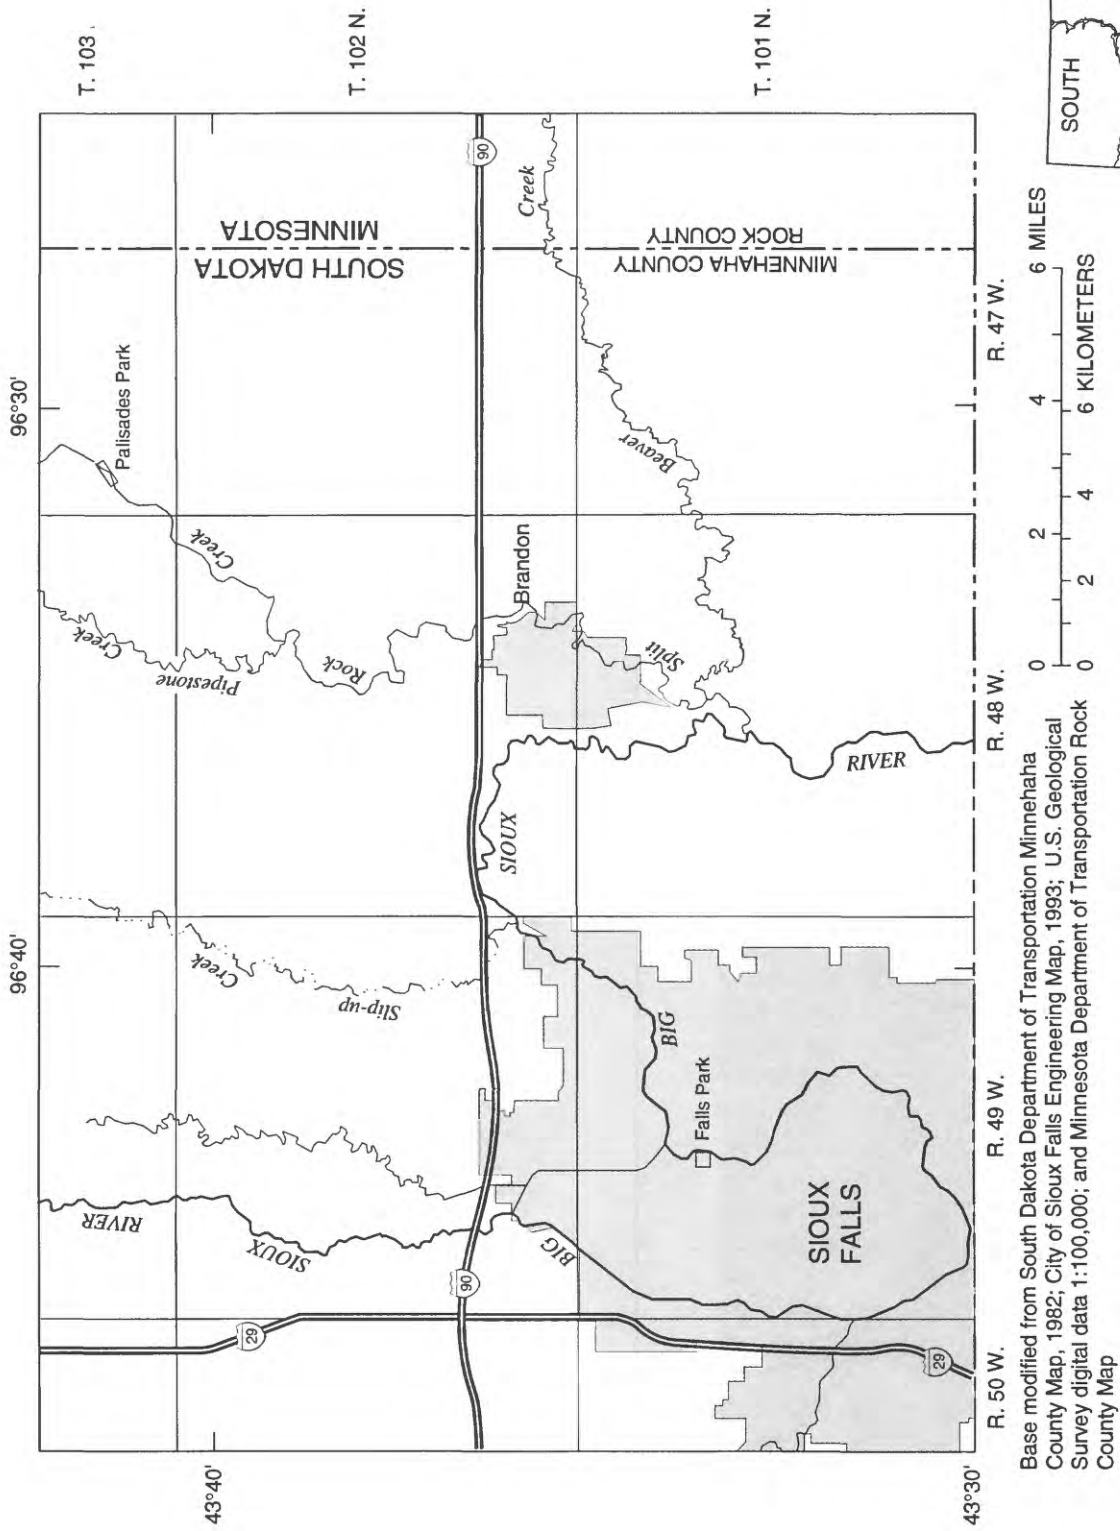 96°40'
96°30'
T. 103
T. 102 N.
T. 101 N.
43°40'
43°30'
RIVER
SIOUX
BIG
29
90
Creek
Slip-up
Creek
Pipestone
Creek
Rock
Palisades Park
SOUTH DAKOTA
MINNESOTA
90
SIOUX
Brandon
Creek
Beaver
Split
MINNEHAHA COUNTY
ROCK COUNTY
BIG
Falls Park
SIOUX
FALLS
RIVER
29
R. 50 W.
R. 49 W.
R. 48 W.
R. 47 W.
Base modified from South Dakota Department of Transportation Minnehaha
County Map, 1982; City of Sioux Falls Engineering Map, 1993; U.S. Geological
Survey digital data 1:100,000; and Minnesota Department of Transportation Rock
County Map
0 2 4 6 MILES
0 2 4 6 KILOMETERS
SOUTH